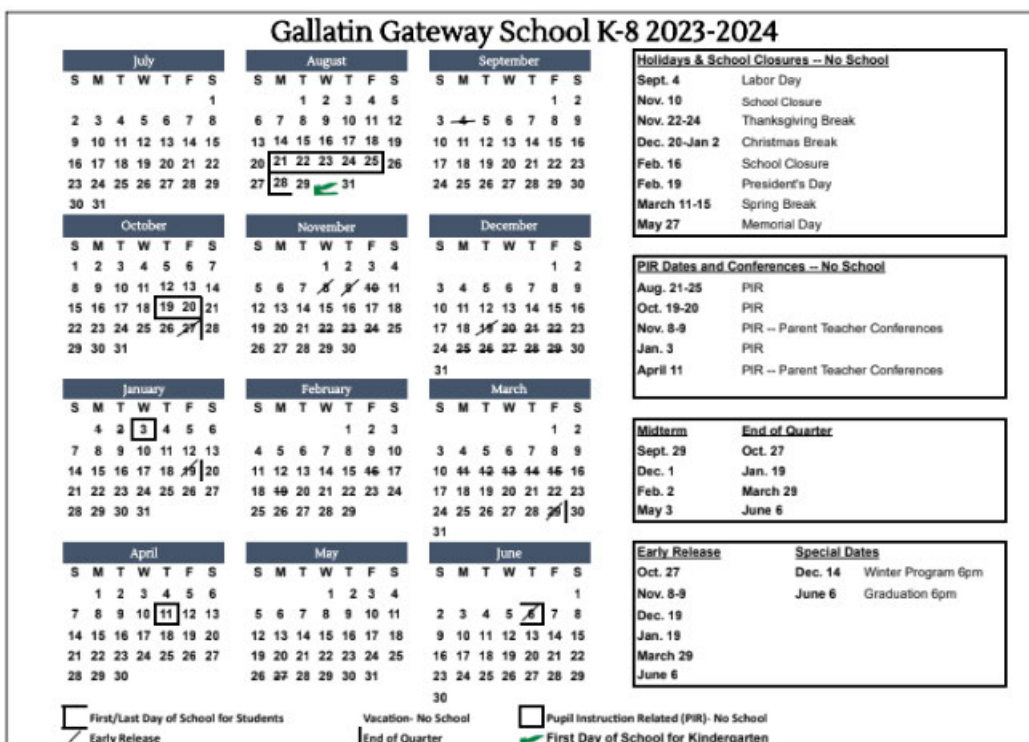 Gallatin Gateway School K-8 2023-2024
July
S M T W T F S
1
2 3 4 5 6 7 8
9 10 11 12 13 14 15
16 17 18 19 20 21 22
23 24 25 26 27 28 29
30 31
August
S M T W T F S
1 2 3 4 5
6 7 8 9 10 11 12
13 14 15 16 17 18 19
20 21 22 23 24 25 26
27 28 29 31
September
S M T W T F S
1 2
3 4 5 6 7 8 9
10 11 12 13 14 15 16
17 18 19 20 21 22 23
24 25 26 27 28 29 30
October
S M T W T F S
1 2 3 4 5 6 7
8 9 10 11 12 13 14
15 16 17 18 19 20 21
22 23 24 25 26 27 28
29 30 31
November
S M T W T F S
1 2 3 4
5 6 7 8 9 10 11
12 13 14 15 16 17 18
19 20 21 22 23 24 25
26 27 28 29 30
December
S M T W T F S
1 2
3 4 5 6 7 8 9
10 11 12 13 14 15 16
17 18 19 20 21 22 23
24 25 26 27 28 29 30
31
January
S M T W T F S
1 2 3 4 5 6
7 8 9 10 11 12 13
14 15 16 17 18 19 20
21 22 23 24 25 26 27
28 29 30 31
February
S M T W T F S
1 2 3
4 5 6 7 8 9 10
11 12 13 14 15 16 17
18 19 20 21 22 23 24
25 26 27 28 29
March
S M T W T F S
1 2
3 4 5 6 7 8 9
10 11 12 13 14 15 16
17 18 19 20 21 22 23
24 25 26 27 28 29 30
31
April
S M T W T F S
1 2 3 4 5 6
7 8 9 10 11 12 13
14 15 16 17 18 19 20
21 22 23 24 25 26 27
28 29 30
May
S M T W T F S
1 2 3 4
5 6 7 8 9 10 11
12 13 14 15 16 17 18
19 20 21 22 23 24 25
26 27 28 29 30 31
June
S M T W T F S
1
2 3 4 5 6 7 8
9 10 11 12 13 14 15
16 17 18 19 20 21 22
23 24 25 26 27 28 29
30
Holidays & School Closures -- No School
Sept. 4 Labor Day
Nov. 10 School Closure
Nov. 22-24 Thanksgiving Break
Dec. 20-Jan 2 Christmas Break
Feb. 16 School Closure
Feb. 19 President's Day
March 11-15 Spring Break
May 27 Memorial Day
PIR Dates and Conferences -- No School
Aug. 21-25 PIR
Oct. 19-20 PIR
Nov. 8-9 PIR -- Parent Teacher Conferences
Jan. 3 PIR
April 11 PIR -- Parent Teacher Conferences
Midterm End of Quarter
Sept. 29 Oct. 27
Dec. 1 Jan. 19
Feb. 2 March 29
May 3 June 6
Early Release Special Dates
Oct. 27 Dec. 14 Winter Program 6pm
Nov. 8-9 June 6 Graduation 6pm
Dec. 19
Jan. 19
March 29
June 6
First/Last Day of School for Students Vacation- No School Pupil Instruction Related (PIR)- No School
Early Release End of Quarter First Day of School for Kindergarten